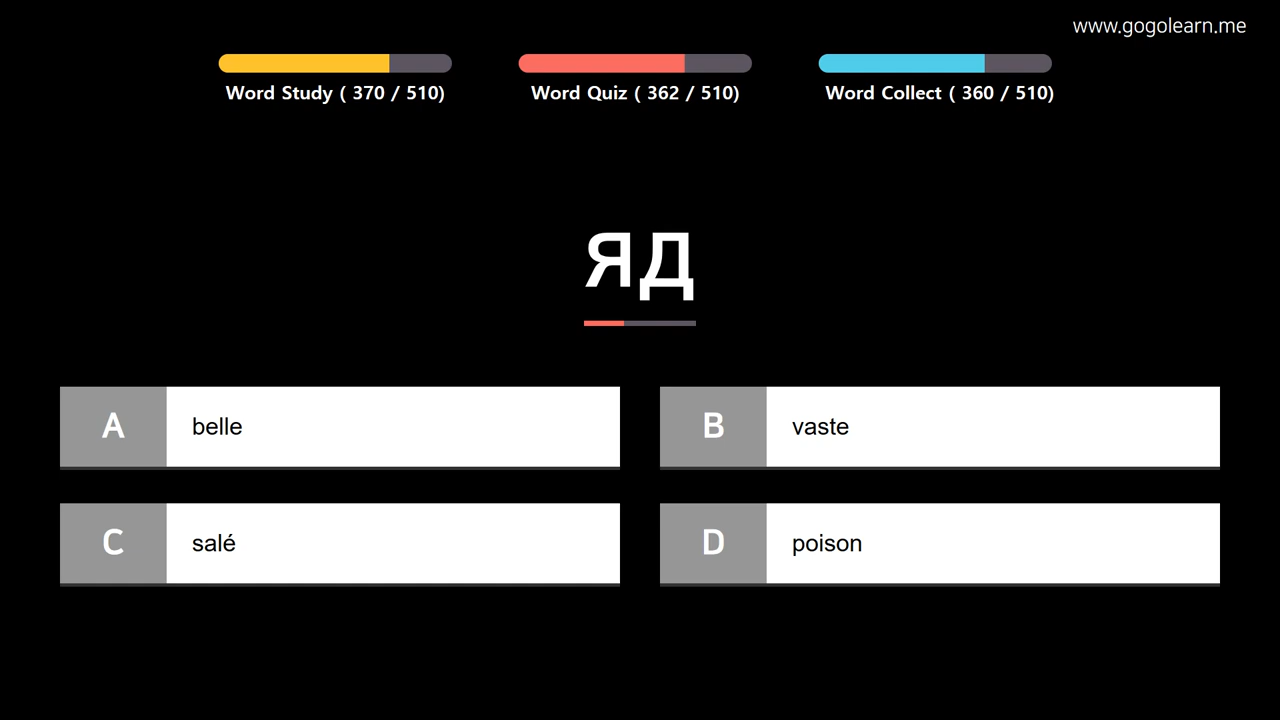 www.gogolearn.me
Word Study ( 370 / 510)
Word Quiz ( 362 / 510)
Word Collect ( 360 / 510)
яд
A belle
B vaste
C salé
D poison